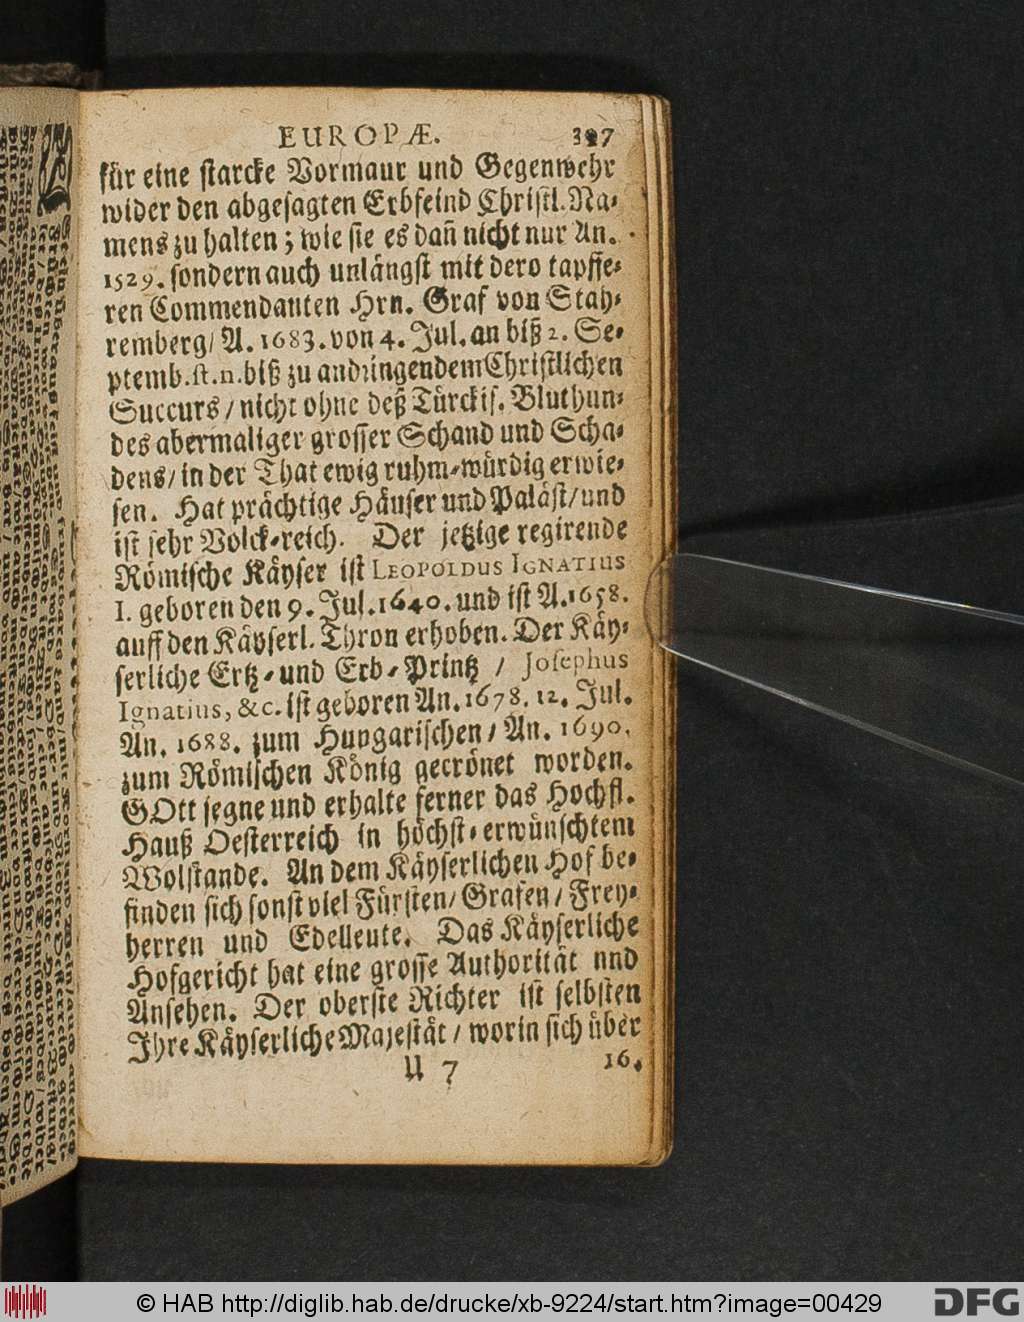 EUROPÆ. 397
für eine starcke Vormaur und Gegenwehr
wider den abgesagten Erbfeind Christl. Na-
mens zu halten; wie sie es dañ nicht nur An.
1529. sondern auch unlängst mit dero tapffe-
ren Commendanten Hrn. Graf von Stah-
remberg/ A. 1683. von 4. Jul. an biß 2. Se-
ptemb. st. n. biß zu andringendem Christlichen
Succurs / nicht ohne deß Türckis. Bluthun-
des abermaliger grosser Schand und Scha-
dens/ in der That ewig ruhm-würdig erwie-
sen. Hat prächtige Häuser und Paläst/ und
ist sehr Volck-reich. Der jetzige regirende
Römische Käyser ist LEOPOLDUS IGNATIUS
I. geboren den 9. Jul. 1640. und ist A. 1658.
auff den Käyserl. Thron erhoben. Der Käy-
serliche Ertz- und Erb-Printz / Josephus
Ignatius, &c. ist geboren An. 1678. 12. Jul.
An. 1688. zum Hungarischen / An. 1690.
zum Römischen König gecrönet worden.
GOtt segne und erhalte ferner das Hochfl.
Hauß Oesterreich in höchst-erwünschtem
Wolstande. An dem Käyserlichen Hof be-
finden sich sonst viel Fürsten/ Grafen / Frey-
herren und Edelleute. Das Käyserliche
Hofgericht hat eine grosse Authorität nnd
Ansehen. Der oberste Richter ist selbsten
Ihre Käyserliche Majestät / worin sich über
U 7 16.
© HAB http://diglib.hab.de/drucke/xb-9224/start.htm?image=00429
DFG